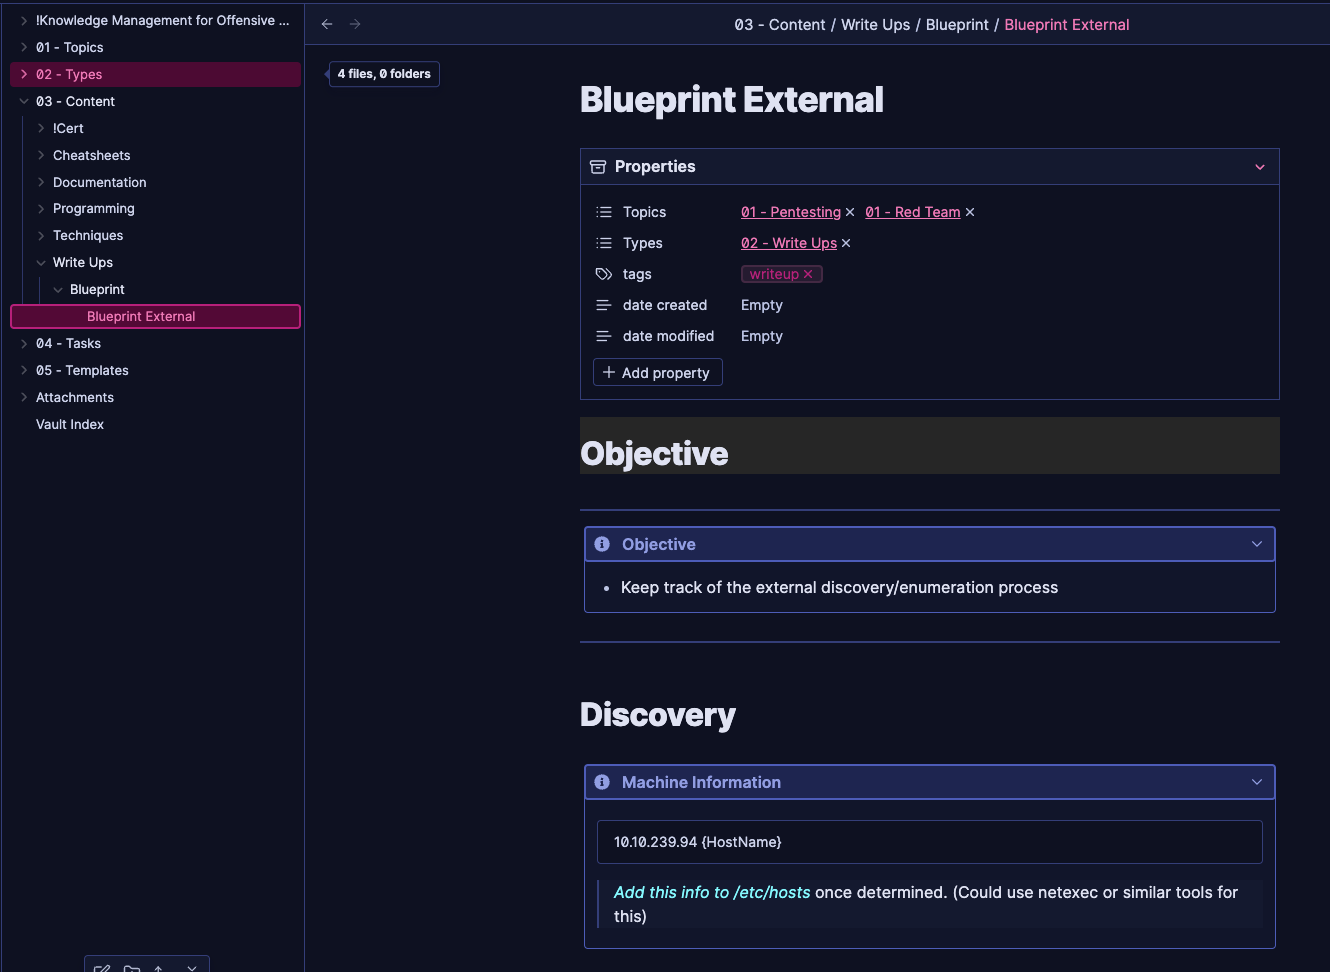 !Knowledge Management for Offensive ...
01 - Topics
02 - Types
03 - Content
!Cert
Cheatsheets
Documentation
Programming
Techniques
Write Ups
Blueprint
Blueprint External
04 - Tasks
05 - Templates
Attachments
Vault Index
03 - Content / Write Ups / Blueprint / Blueprint External
4 files, 0 folders
Blueprint External
Properties
Topics 01 - Pentesting × 01 - Red Team ×
Types 02 - Write Ups ×
tags writeup ×
date created Empty
date modified Empty
+ Add property
Objective
Objective
• Keep track of the external discovery/enumeration process
Discovery
Machine Information
10.10.239.94 {HostName}
Add this info to /etc/hosts once determined. (Could use netexec or similar tools for
this)